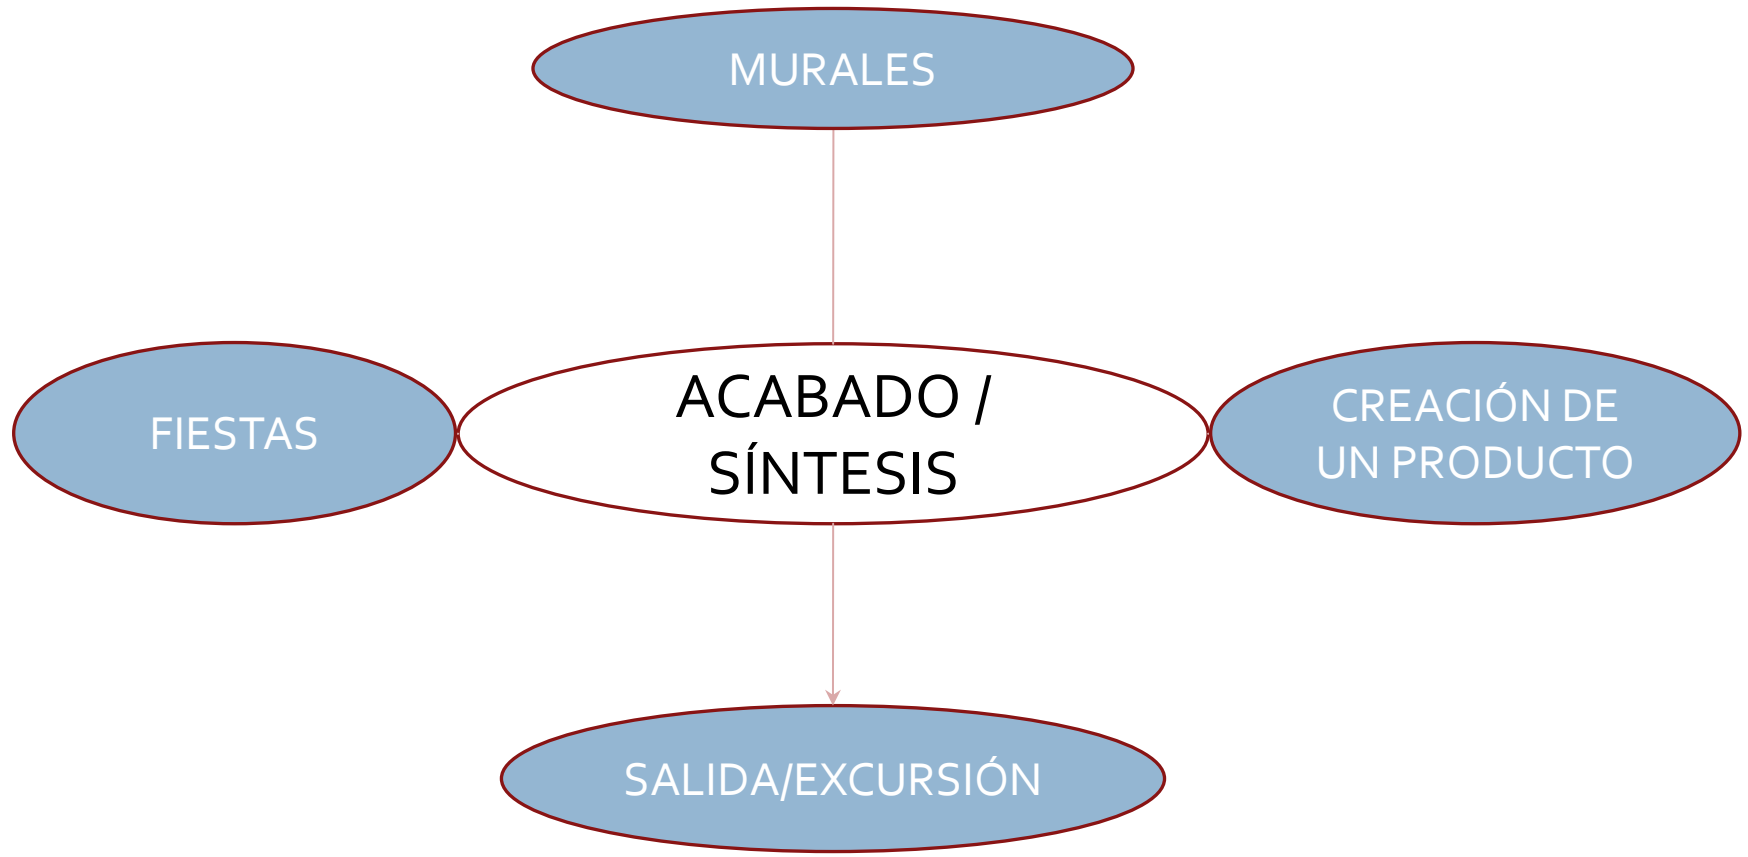 MURALES
FIESTAS
ACABADO /
SÍNTESIS
CREACIÓN DE
UN PRODUCTO
SALIDA/EXCURSIÓN